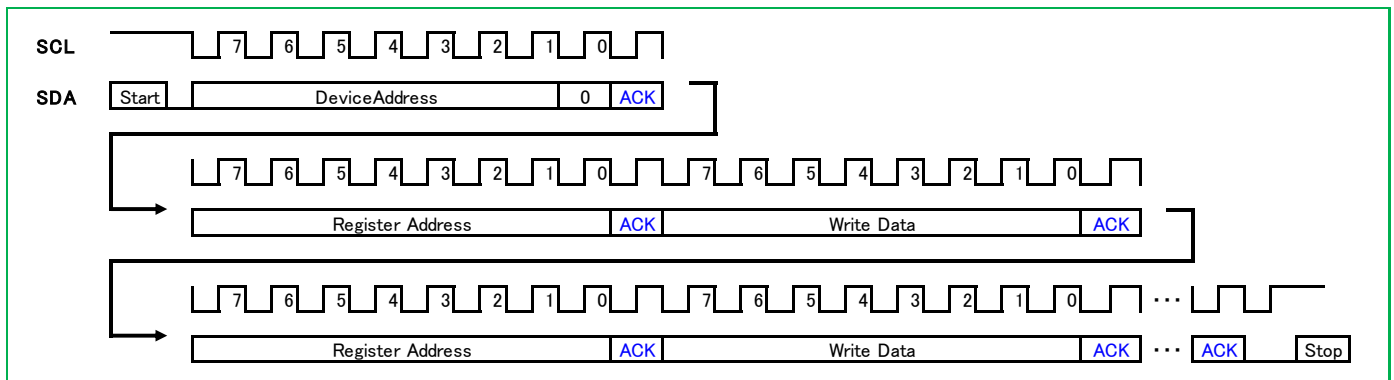 SCL 7 6 5 4 3 2 1 0
SDA Start DeviceAddress 0 ACK
7 6 5 4 3 2 1 0 7 6 5 4 3 2 1 0
Register Address ACK Write Data ACK
7 6 5 4 3 2 1 0 7 6 5 4 3 2 1 0 ···
Register Address ACK Write Data ACK ··· ACK Stop